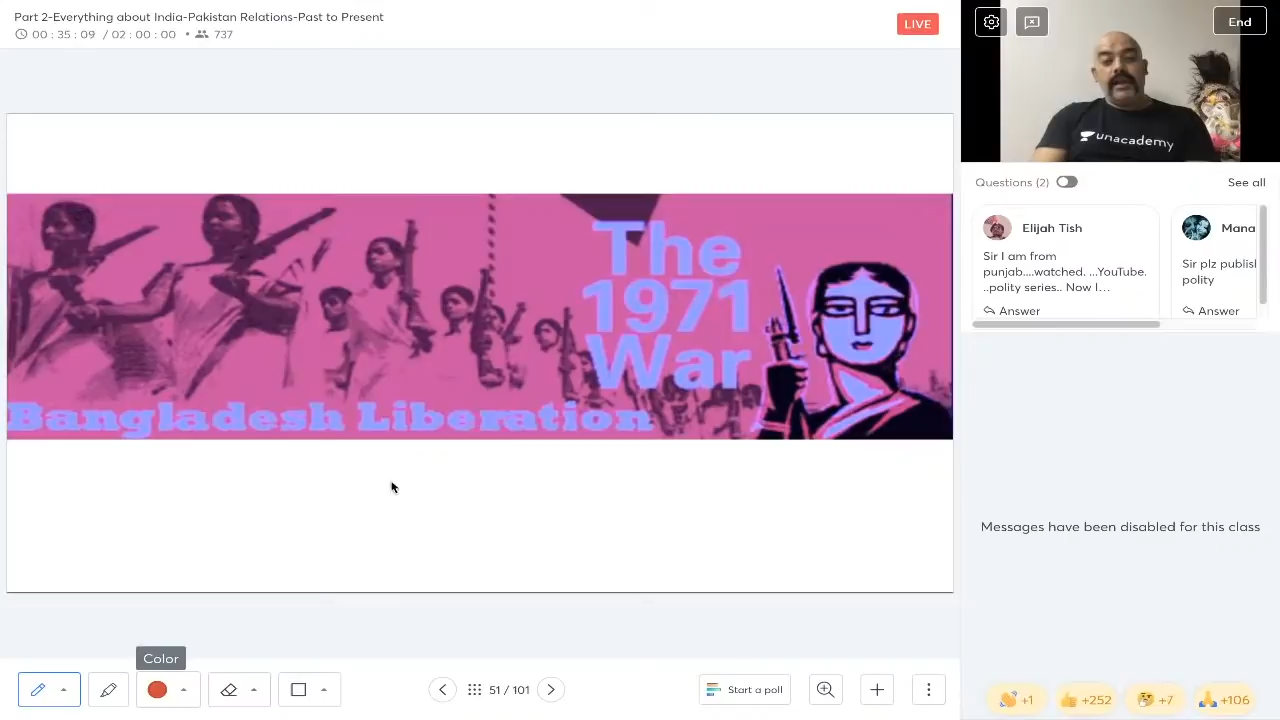 Part 2-Everything about India-Pakistan Relations-Past to Present
00 : 35 : 09 / 02 : 00 : 00 • 737
LIVE
End
unacademy
Questions (2)
See all
Elijah Tish
Sir I am from
punjab....watched. ...YouTube.
..polity series.. Now I...
Answer
Mana
Sir plz publisl
polity
Answer
The
1971
War
Bangladesh Liberation
Messages have been disabled for this class
Color
51 / 101
Start a poll
+1
+252
+7
+106